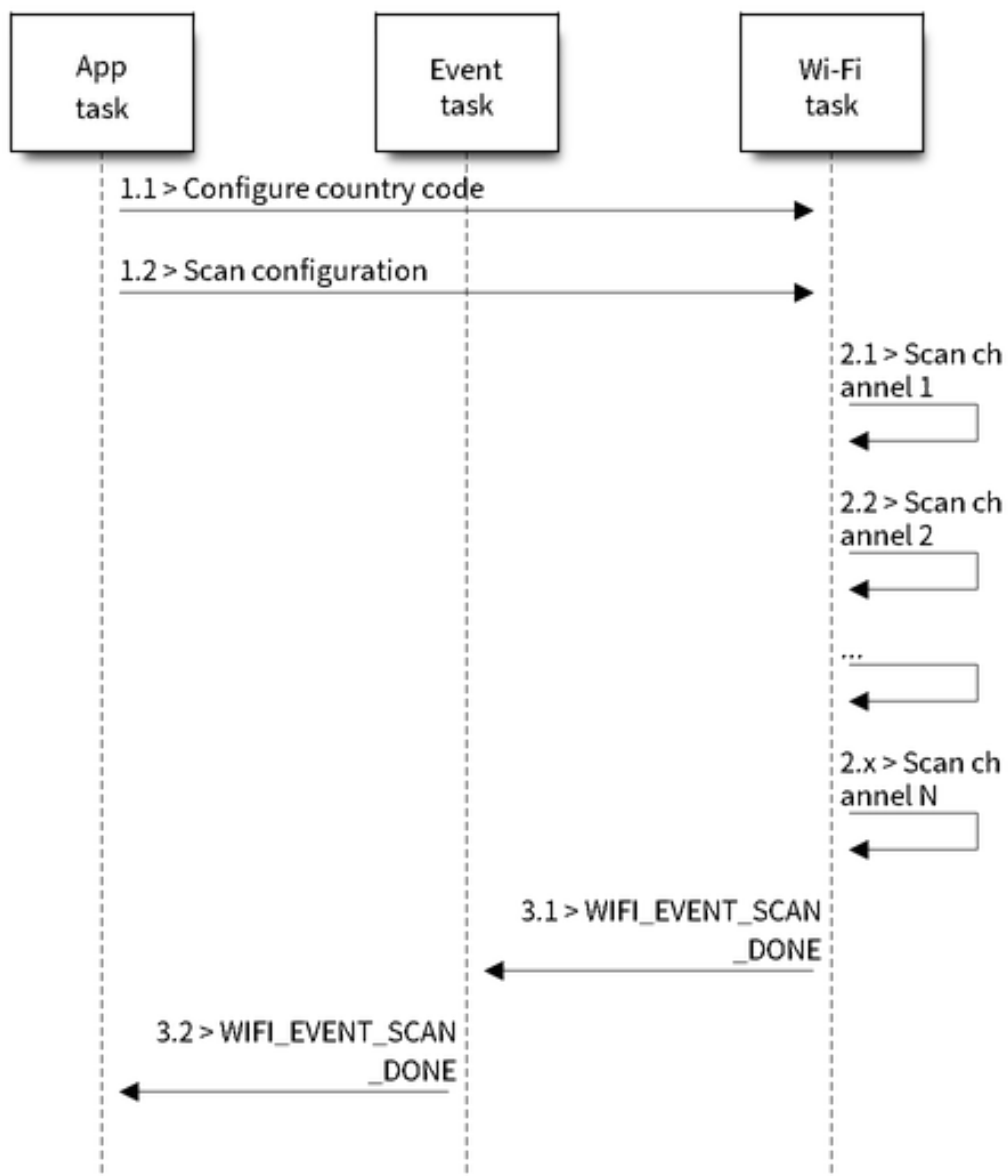 App
task
Event
task
Wi-Fi
task
1.1 > Configure country code
1.2 > Scan configuration
2.1 > Scan ch
annel 1
2.2 > Scan ch
annel 2
...
2.x > Scan ch
annel N
3.1 > WIFI_EVENT_SCAN
_DONE
3.2 > WIFI_EVENT_SCAN
_DONE